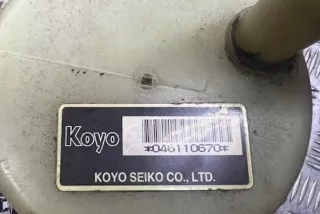 Koyo
*046110670*
KOYO SEIKO CO., LTD.